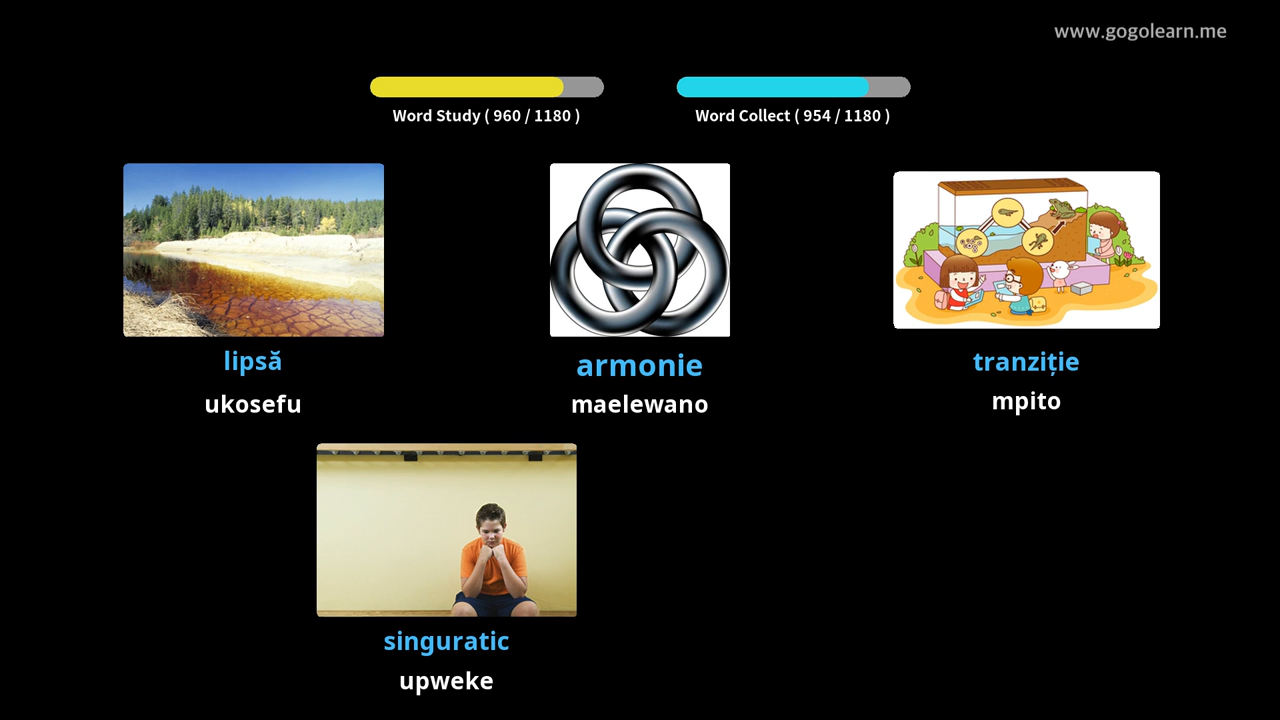 www.gogolearn.me
Word Study ( 960 / 1180 )
Word Collect ( 954 / 1180 )
lipsă
ukosefu
armonie
maelewano
tranziție
mpito
singuratic
upweke